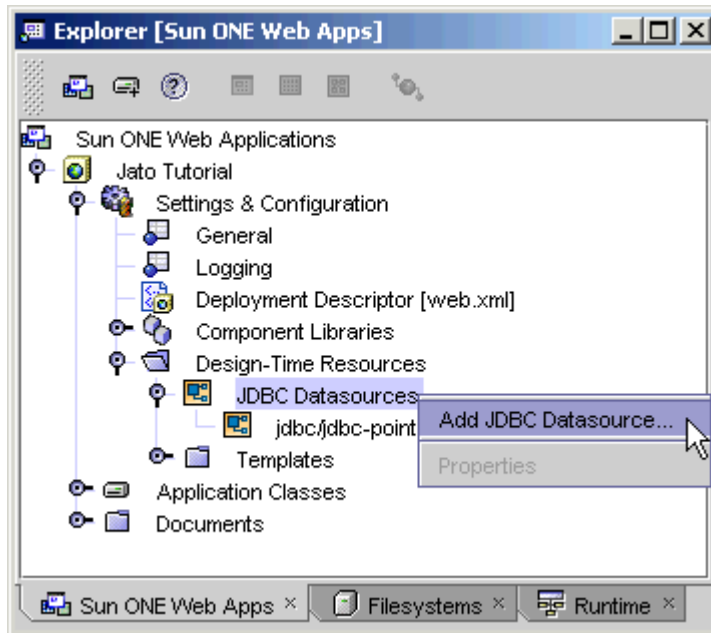 Explorer [Sun ONE Web Apps]
Sun ONE Web Applications
Jato Tutorial
Settings & Configuration
General
Logging
Deployment Descriptor [web.xml]
Component Libraries
Design-Time Resources
JDBC Datasources
Add JDBC Datasource...
jdbc/jdbc-point
Properties
Templates
Application Classes
Documents
Sun ONE Web Apps × Filesystems × Runtime ×